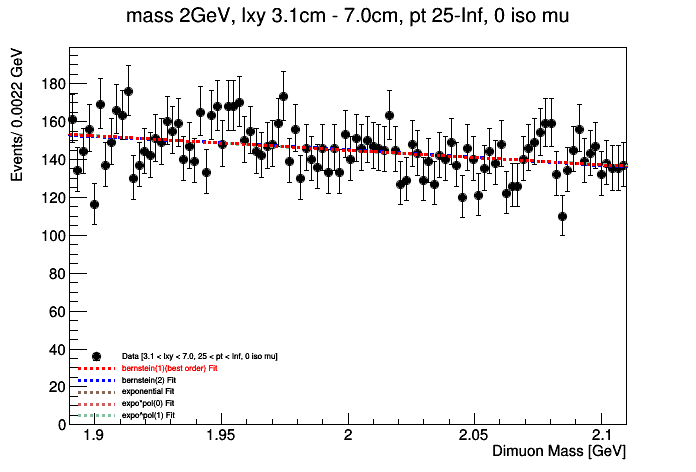 mass 2GeV, lxy 3.1cm - 7.0cm, pt 25-Inf, 0 iso mu
Events/ 0.0022 GeV
180
160
140
120
100
80
60
40
20
0
Data [3.1 < lxy < 7.0, 25 < pt < Inf, 0 iso mu]
bernstein(1)(best order) Fit
bernstein(2) Fit
exponential Fit
expo*pol(0) Fit
expo*pol(1) Fit
1.9 1.95 2 2.05 2.1
Dimuon Mass [GeV]